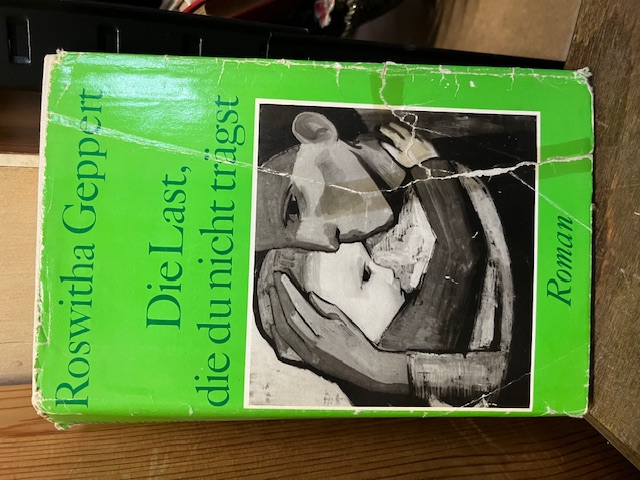 Roswitha Geppert
Die Last,
die du nicht trägst
Roman